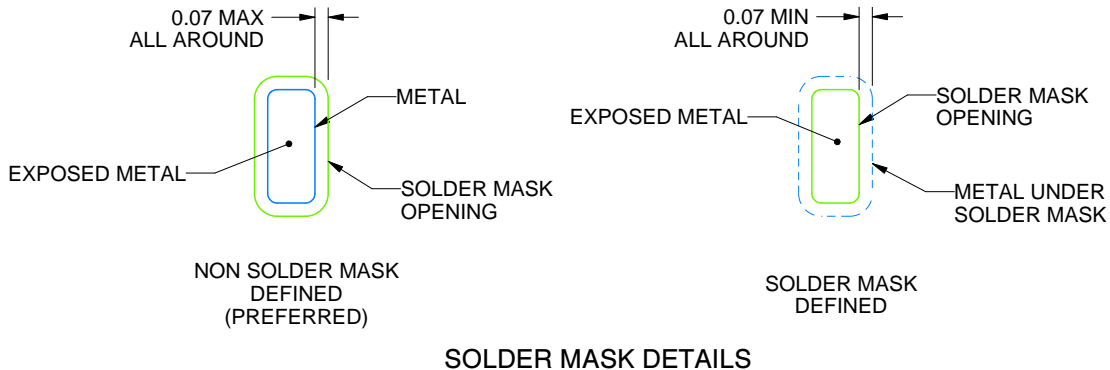 0.07 MAX
ALL AROUND
METAL
EXPOSED METAL
SOLDER MASK
OPENING
NON SOLDER MASK
DEFINED
(PREFERRED)
0.07 MIN
ALL AROUND
EXPOSED METAL
SOLDER MASK
OPENING
METAL UNDER
SOLDER MASK
SOLDER MASK
DEFINED
SOLDER MASK DETAILS